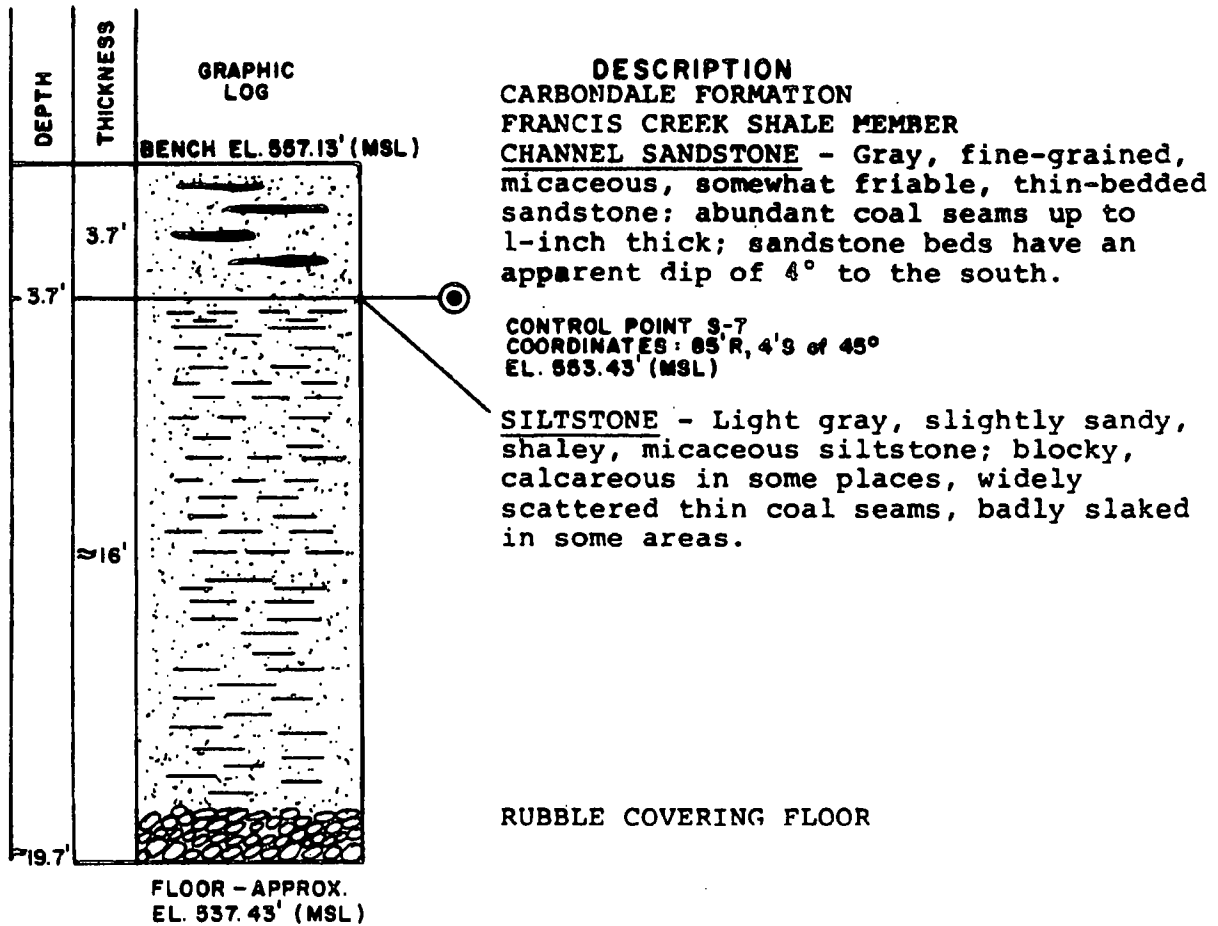 DEPTH
THICKNESS
GRAPHIC
LOG
BENCH EL. 557.13' (MSL)
3.7'
3.7'
≈16'
≈19.7'
FLOOR - APPROX.
EL. 537.43' (MSL)
DESCRIPTION
CARBONDALE FORMATION
FRANCIS CREEK SHALE MEMBER
CHANNEL SANDSTONE - Gray, fine-grained,
micaceous, somewhat friable, thin-bedded
sandstone; abundant coal seams up to
1-inch thick; sandstone beds have an
apparent dip of 4° to the south.
CONTROL POINT S-7
COORDINATES: 85'R, 4'S of 45°
EL. 553.43' (MSL)
SILTSTONE - Light gray, slightly sandy,
shaley, micaceous siltstone; blocky,
calcareous in some places, widely
scattered thin coal seams, badly slaked
in some areas.
RUBBLE COVERING FLOOR